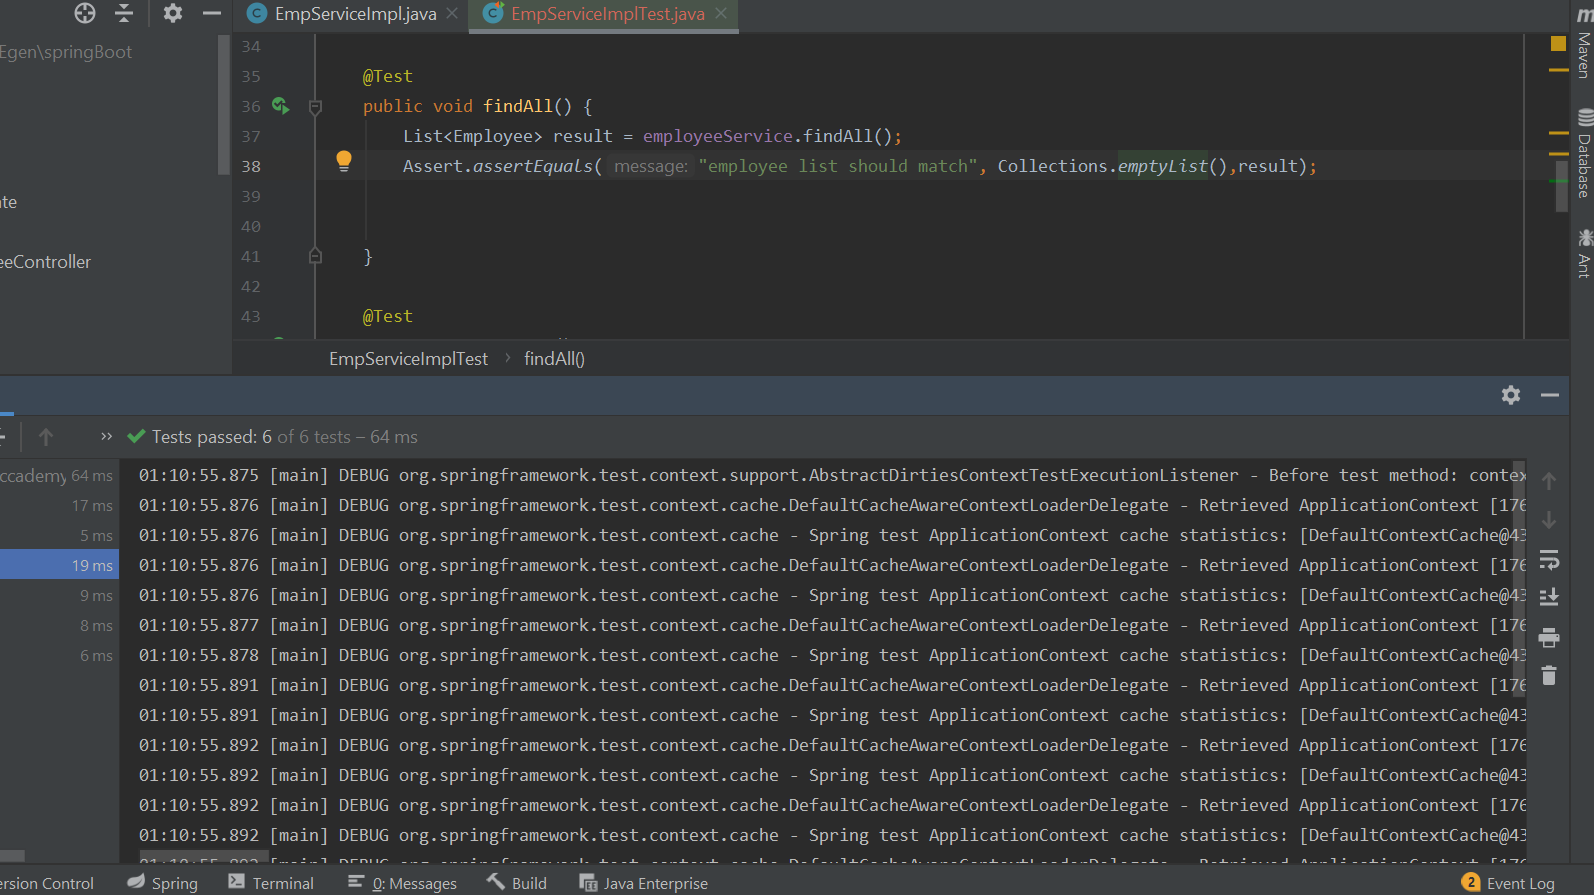 EmpServiceImpl.java EmpServiceImplTest.java
Egen\springBoot
eeController
34
35 @Test
36 public void findAll() {
37 List<Employee> result = employeeService.findAll();
38 Assert.assertEquals( message: "employee list should match", Collections.emptyList(),result);
39
40
41 }
42
43 @Test
Maven
Database
Ant
EmpServiceImplTest › findAll()
» Tests passed: 6 of 6 tests – 64 ms
ccademy 64 ms
17 ms
5 ms
19 ms
9 ms
8 ms
6 ms
01:10:55.875 [main] DEBUG org.springframework.test.context.support.AbstractDirtiesContextTestExecutionListener - Before test method: contex
01:10:55.876 [main] DEBUG org.springframework.test.context.cache.DefaultCacheAwareContextLoaderDelegate - Retrieved ApplicationContext [176
01:10:55.876 [main] DEBUG org.springframework.test.context.cache - Spring test ApplicationContext cache statistics: [DefaultContextCache@43
01:10:55.876 [main] DEBUG org.springframework.test.context.cache.DefaultCacheAwareContextLoaderDelegate - Retrieved ApplicationContext [176
01:10:55.876 [main] DEBUG org.springframework.test.context.cache - Spring test ApplicationContext cache statistics: [DefaultContextCache@43
01:10:55.877 [main] DEBUG org.springframework.test.context.cache.DefaultCacheAwareContextLoaderDelegate - Retrieved ApplicationContext [176
01:10:55.878 [main] DEBUG org.springframework.test.context.cache - Spring test ApplicationContext cache statistics: [DefaultContextCache@43
01:10:55.891 [main] DEBUG org.springframework.test.context.cache.DefaultCacheAwareContextLoaderDelegate - Retrieved ApplicationContext [176
01:10:55.891 [main] DEBUG org.springframework.test.context.cache - Spring test ApplicationContext cache statistics: [DefaultContextCache@43
01:10:55.892 [main] DEBUG org.springframework.test.context.cache.DefaultCacheAwareContextLoaderDelegate - Retrieved ApplicationContext [176
01:10:55.892 [main] DEBUG org.springframework.test.context.cache - Spring test ApplicationContext cache statistics: [DefaultContextCache@43
01:10:55.892 [main] DEBUG org.springframework.test.context.cache.DefaultCacheAwareContextLoaderDelegate - Retrieved ApplicationContext [176
01:10:55.892 [main] DEBUG org.springframework.test.context.cache - Spring test ApplicationContext cache statistics: [DefaultContextCache@43
ersion Control Spring Terminal 0: Messages Build Java Enterprise 2 Event Log